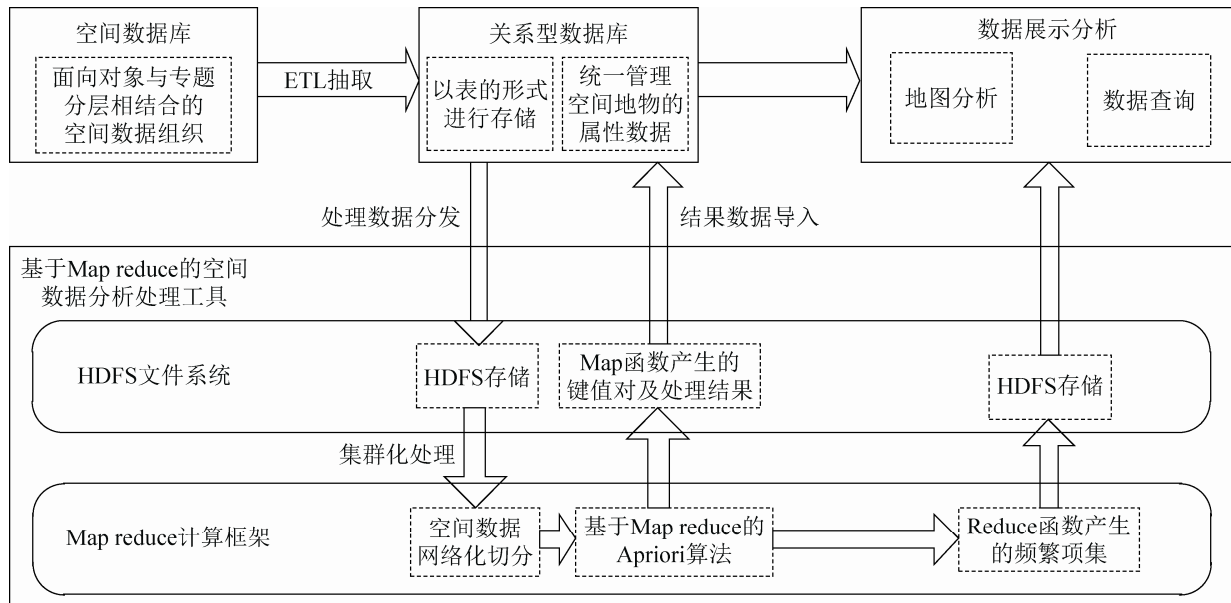 空间数据库
面向对象与专题
分层相结合的
空间数据组织
ETL抽取
关系型数据库
以表的形式
进行存储
统一管理
空间地物的
属性数据
数据展示分析
地图分析
数据查询
处理数据分发
结果数据导入
基于Map reduce的空间
数据分析处理工具
HDFS文件系统
HDFS存储
Map函数产生的
键值对及处理结果
HDFS存储
集群化处理
Map reduce计算框架
空间数据
网络化切分
基于Map reduce的
Apriori算法
Reduce函数产生
的频繁项集